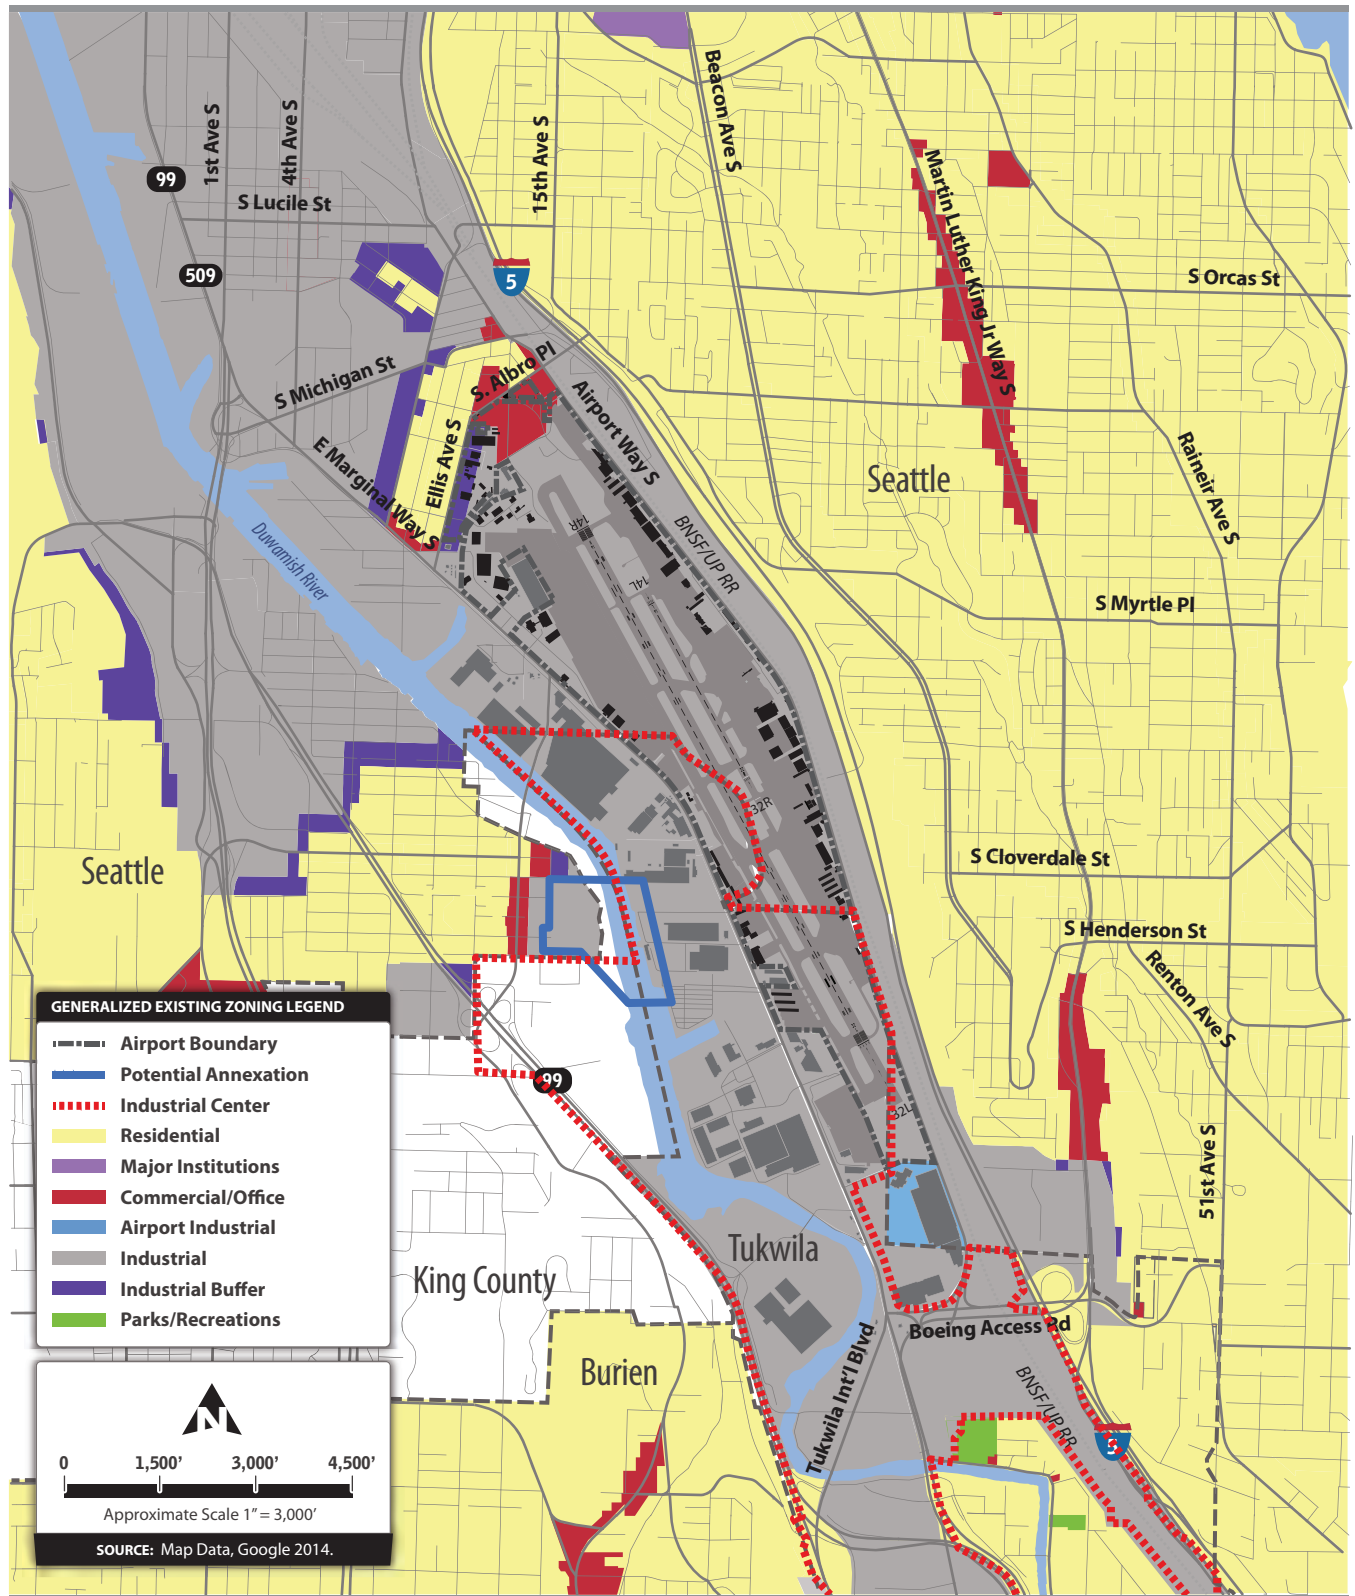 Beacon Ave S
1st Ave S
4th Ave S
15th Ave S
99
S Lucile St
Martin Luther King Jr Way S
509
5
S Orcas St
S Michigan St
S. Albro Pl
Airport Way S
Ellis Ave S
E Marginal Way S
Seattle
Raineir Ave S
14R
BNSF/UP RR
14L
Duwamish River
S Myrtle Pl
32R
Seattle
S Cloverdale St
S Henderson St
Renton Ave S
99
32L
51st Ave S
Tukwila
King County
Boeing Access Rd
Tukwila Int'l Blvd
Burien
BNSF/UP RR
5
GENERALIZED EXISTING ZONING LEGEND
Airport Boundary
Potential Annexation
Industrial Center
Residential
Major Institutions
Commercial/Office
Airport Industrial
Industrial
Industrial Buffer
Parks/Recreations
N
0 1,500’ 3,000’ 4,500’
Approximate Scale 1” = 3,000’
SOURCE: Map Data, Google 2014.